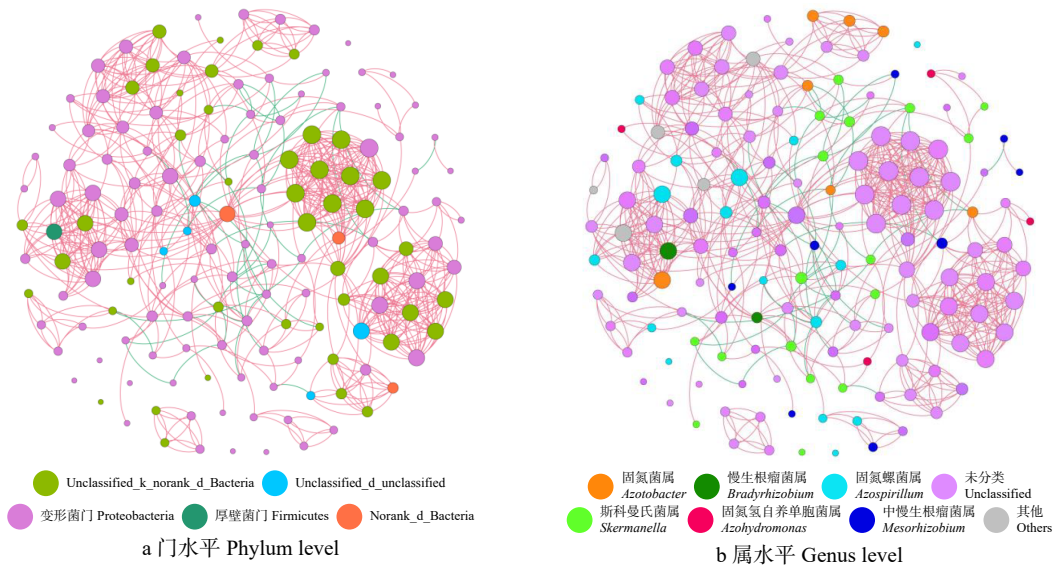 Unclassified_k_norank_d_Bacteria
Unclassified_d_unclassified
变形菌门 Proteobacteria
厚壁菌门 Firmicutes
Norank_d_Bacteria
a 门水平 Phylum level
固氮菌属
Azotobacter
慢生根瘤菌属
Bradyrhizobium
固氮螺菌属
Azospirillum
未分类
Unclassified
斯科曼氏菌属
Skermanella
固氮氢自养单胞菌属
Azohydromonas
中慢生根瘤菌属
Mesorhizobium
其他
Others
b 属水平 Genus level